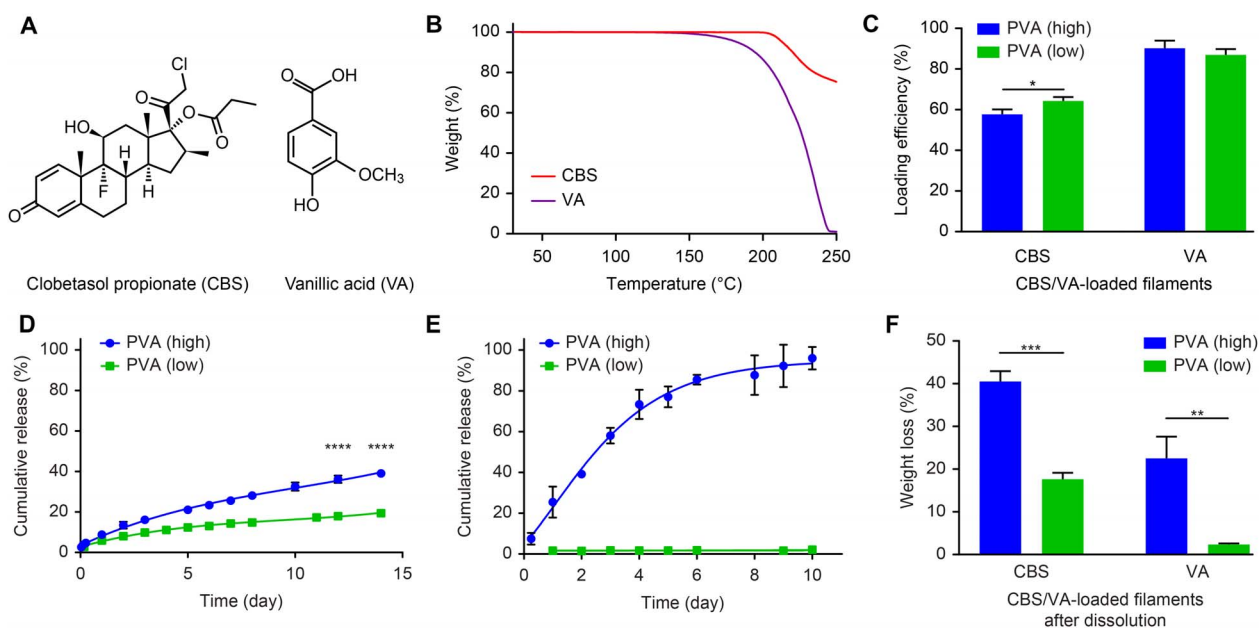 A
Cl
O
O
HO
O
H
F
H
O
Clobetasol propionate (CBS)
O
OH
OCH3
HO
Vanillic acid (VA)
B
Weight (%)
100
80
60
40
20
0
CBS
VA
50
100
150
200
250
Temperature (°C)
C
PVA (high)
PVA (low)
Loading efficiency (%)
100
80
60
40
20
0
*
CBS
VA
CBS/VA-loaded filaments
D
PVA (high)
PVA (low)
Cumulative release (%)
100
80
60
40
20
0
**** ****
0
5
10
15
Time (day)
E
PVA (high)
PVA (low)
Cumulative release (%)
100
80
60
40
20
0
0
2
4
6
8
10
Time (day)
F
PVA (high)
PVA (low)
Weight loss (%)
50
40
30
20
10
0
***
**
CBS
VA
CBS/VA-loaded filaments
after dissolution